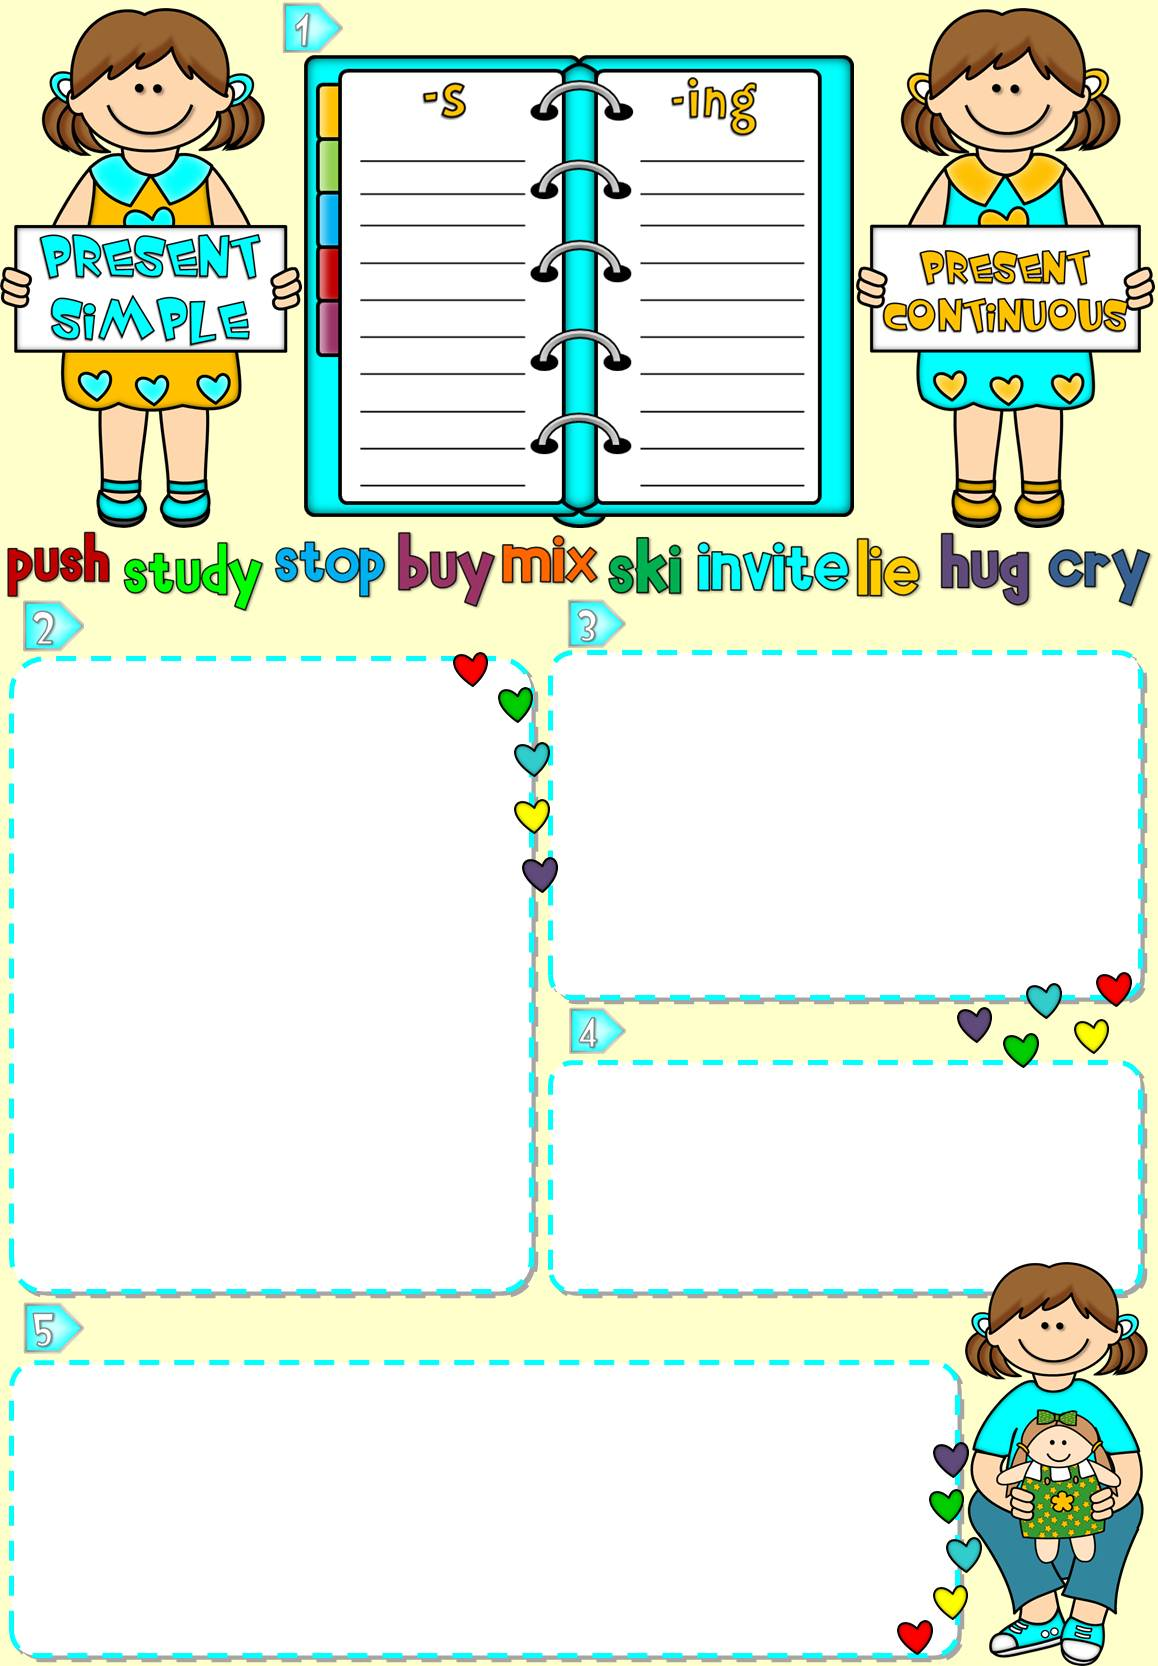 1
-s -ing
PRESENT
SiMPLE
PRESENT
CONTiNUOUS
push study stop buy mix ski invite lie hug cry
2
3
4
5